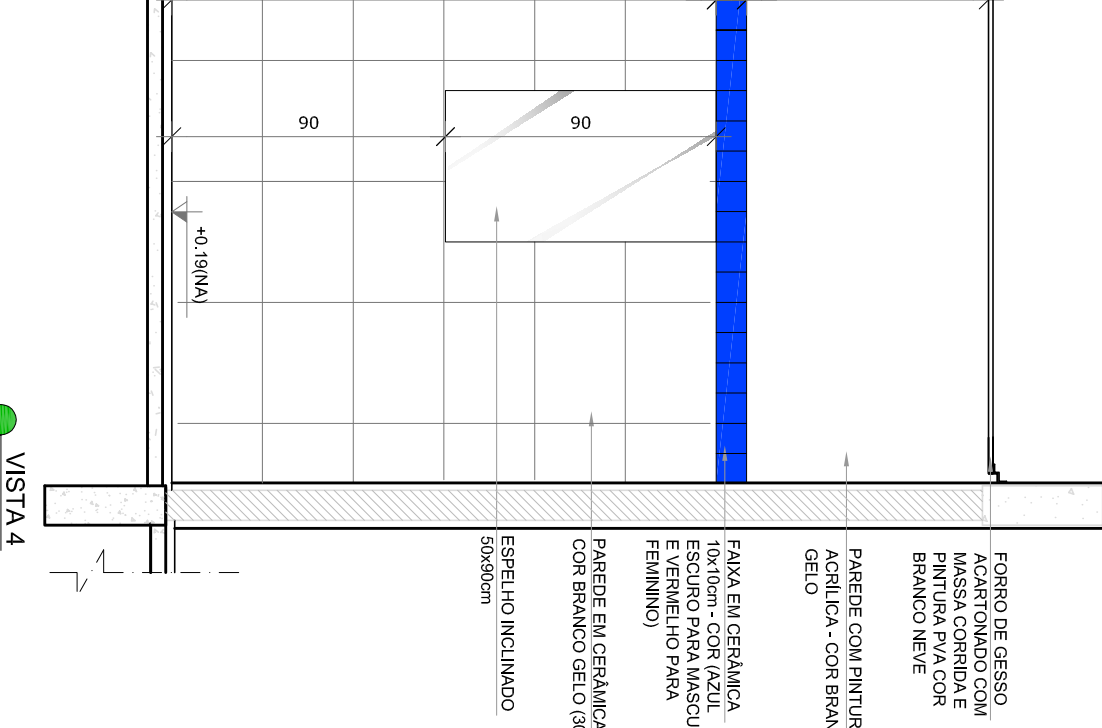 90
90
+0.19(NA)
VISTA 4
FORRO DE GESSO
ACARTONADO COM
MASSA CORRIDA E
PINTURA PVA COR
BRANCO NEVE
PAREDE COM PINTUR
ACRÍLICA - COR BRAN
GELO
FAIXA EM CERÂMICA
10x10cm - COR (AZUL
ESCURO PARA MASCU
E VERMELHO PARA
FEMININO)
PAREDE EM CERÂMICA
COR BRANCO GELO (30
ESPELHO INCLINADO
50x90cm